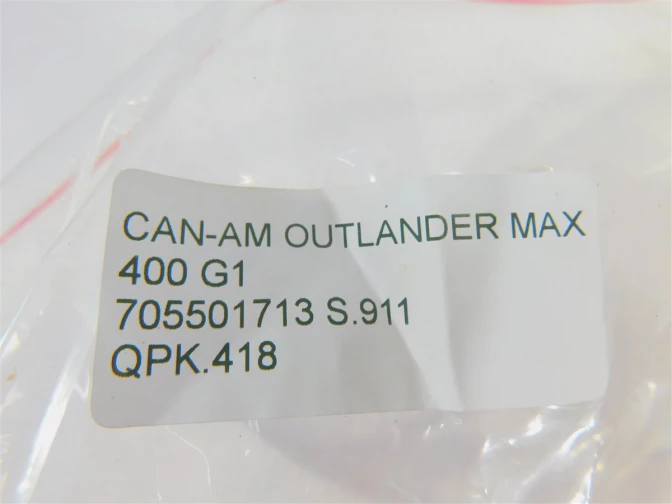 CAN-AM OUTLANDER MAX
400 G1
705501713 S.911
QPK.418